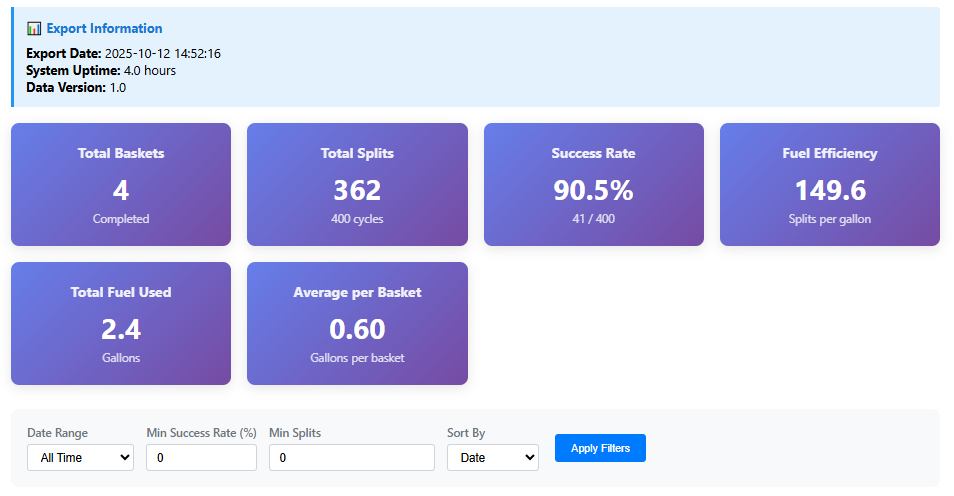 📊 Export Information
Export Date: 2025-10-12 14:52:16
System Uptime: 4.0 hours
Data Version: 1.0
Total Baskets
4
Completed
Total Splits
362
400 cycles
Success Rate
90.5%
41 / 400
Fuel Efficiency
149.6
Splits per gallon
Total Fuel Used
2.4
Gallons
Average per Basket
0.60
Gallons per basket
Date Range
All Time
Min Success Rate (%)
0
Min Splits
0
Sort By
Date
Apply Filters